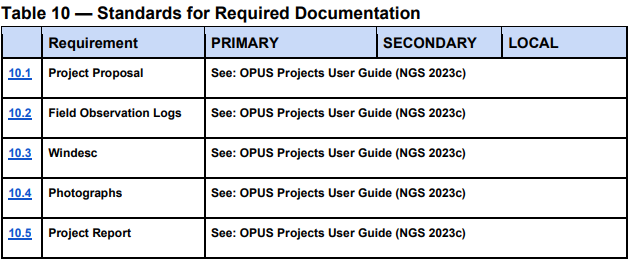 Table 10 — Standards for Required Documentation
Requirement PRIMARY SECONDARY LOCAL
10.1 Project Proposal See: OPUS Projects User Guide (NGS 2023c)
10.2 Field Observation Logs See: OPUS Projects User Guide (NGS 2023c)
10.3 Windesc See: OPUS Projects User Guide (NGS 2023c)
10.4 Photographs See: OPUS Projects User Guide (NGS 2023c)
10.5 Project Report See: OPUS Projects User Guide (NGS 2023c)